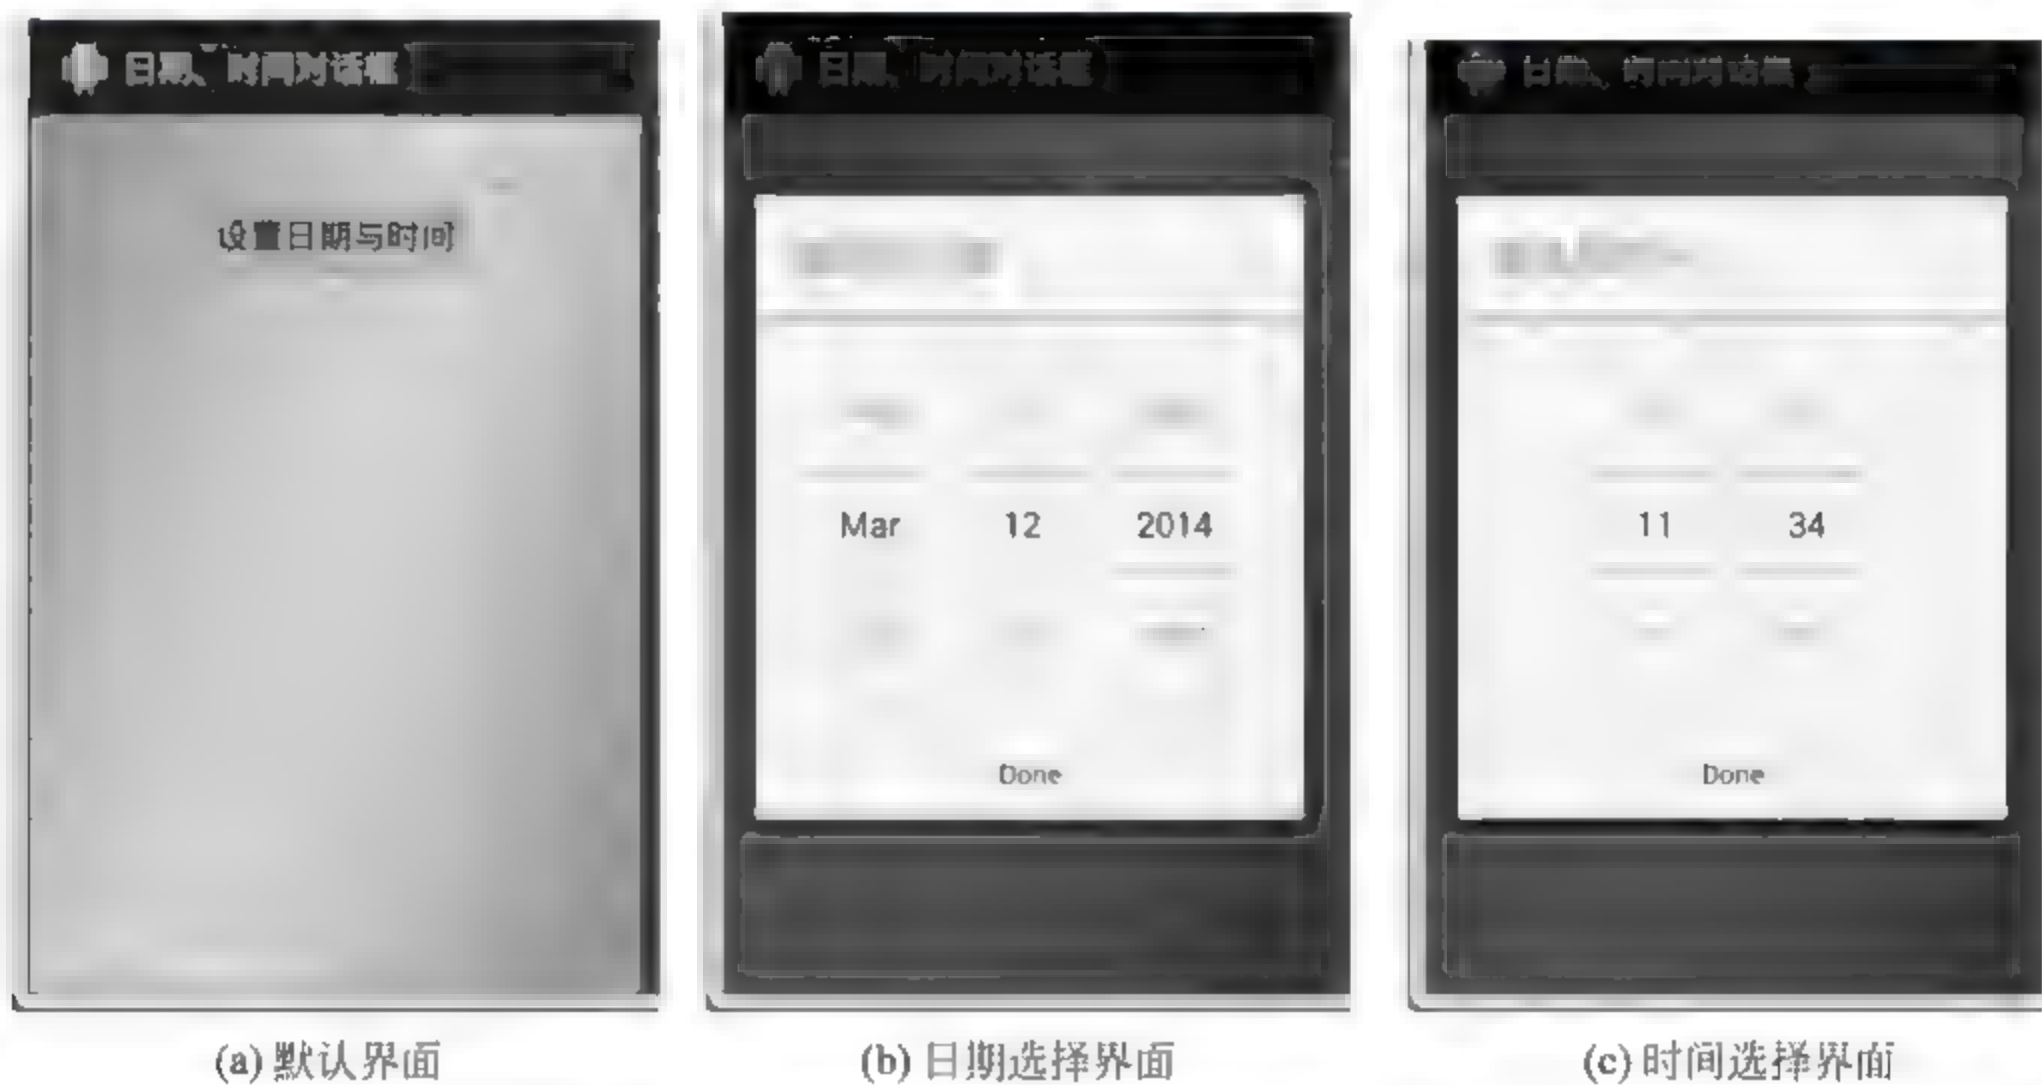 日期、时间对话框
设置日期与时间
(a) 默认界面
日期、时间对话框
Mar 12 2014
Done
(b) 日期选择界面
日期、时间对话框
11 34
Done
(c) 时间选择界面